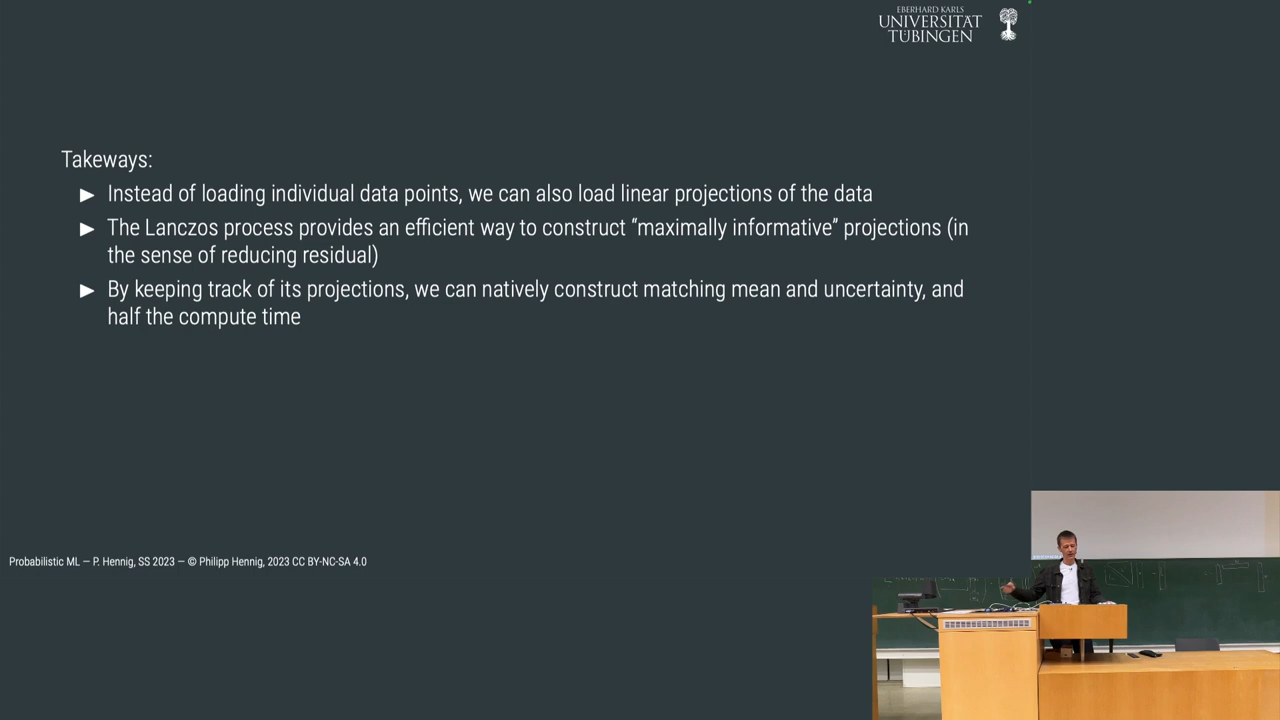 EBERHARD KARLS
UNIVERSITÄT
TÜBINGEN
Takeways:
▶ Instead of loading individual data points, we can also load linear projections of the data
▶ The Lanczos process provides an efficient way to construct “maximally informative” projections (in
the sense of reducing residual)
▶ By keeping track of its projections, we can natively construct matching mean and uncertainty, and
half the compute time
Probabilistic ML — P. Hennig, SS 2023 — © Philipp Hennig, 2023 CC BY-NC-SA 4.0